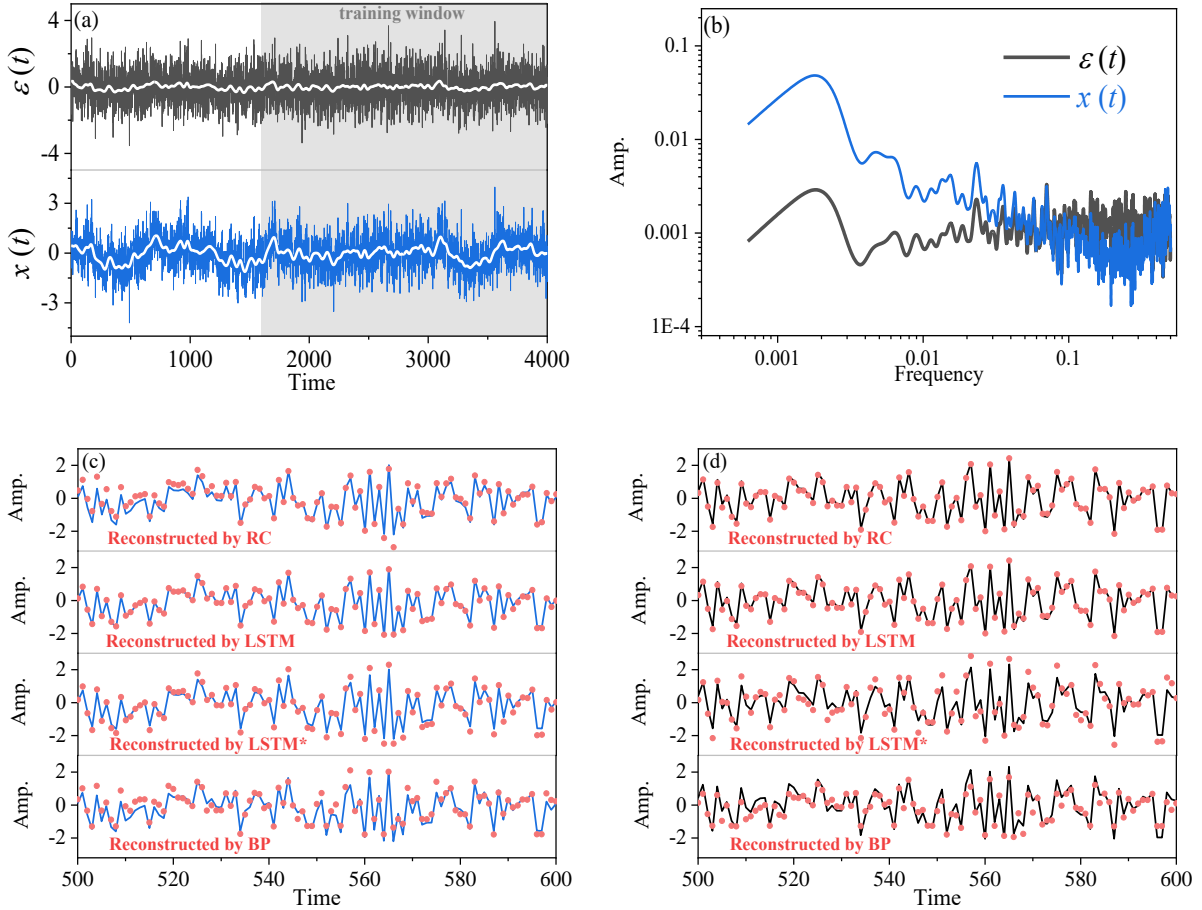 (a)
training window
ε (t)
4
0
-4
x (t)
3
0
-3
0 1000 2000 3000 4000
Time
(b)
Amp.
0.1
0.01
0.001
1E-4
ε (t)
x (t)
0.001 0.01 0.1
Frequency
(c)
Amp.
2
0
-2
Reconstructed by RC
Amp.
2
0
-2
Reconstructed by LSTM
Amp.
2
0
-2
Reconstructed by LSTM*
Amp.
2
0
-2
Reconstructed by BP
500 520 540 560 580 600
Time
(d)
Amp.
2
0
-2
Reconstructed by RC
Amp.
2
0
-2
Reconstructed by LSTM
Amp.
2
0
-2
Reconstructed by LSTM*
Amp.
2
0
-2
Reconstructed by BP
500 520 540 560 580 600
Time